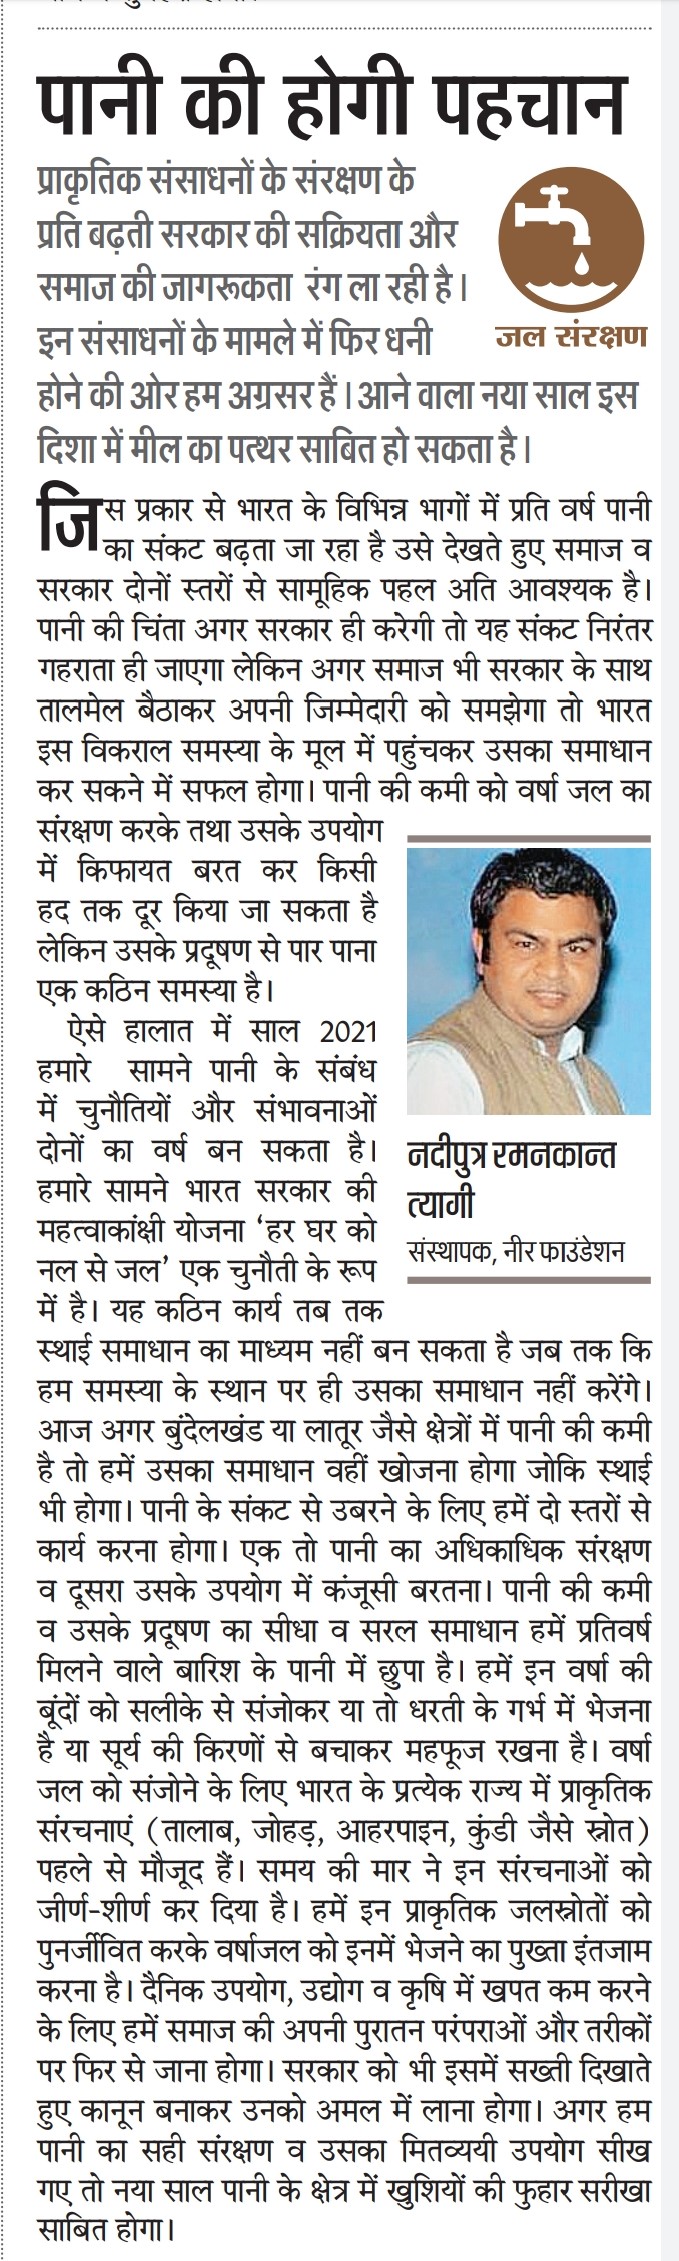 पानी की होगी पहचान
प्राकृतिक संसाधनों के संरक्षण के
प्रति बढ़ती सरकार की सक्रियता और
समाज की जागरूकता रंग ला रही है।
इन संसाधनों के मामले में फिर धनी
होने की ओर हम अग्रसर हैं। आने वाला नया साल इस
दिशा में मील का पत्थर साबित हो सकता है।
जल संरक्षण
जिस प्रकार से भारत के विभिन्न भागों में प्रति वर्ष पानी
का संकट बढ़ता जा रहा है उसे देखते हुए समाज व
सरकार दोनों स्तरों से सामूहिक पहल अति आवश्यक है।
पानी की चिंता अगर सरकार ही करेगी तो यह संकट निरंतर
गहराता ही जाएगा लेकिन अगर समाज भी सरकार के साथ
तालमेल बैठाकर अपनी जिम्मेदारी को समझेगा तो भारत
इस विकराल समस्या के मूल में पहुंचकर उसका समाधान
कर सकने में सफल होगा। पानी की कमी को वर्षा जल का
संरक्षण करके तथा उसके उपयोग
में किफायत बरत कर किसी
हद तक दूर किया जा सकता है
लेकिन उसके प्रदूषण से पार पाना
एक कठिन समस्या है।
ऐसे हालात में साल 2021
हमारे सामने पानी के संबंध
में चुनौतियों और संभावनाओं
दोनों का वर्ष बन सकता है।
हमारे सामने भारत सरकार की
महत्वाकांक्षी योजना ‘हर घर को
नल से जल’ एक चुनौती के रूप
में है। यह कठिन कार्य तब तक
नदीपुत्र रमनकान्त
त्यागी
संस्थापक, नीर फाउंडेशन
स्थाई समाधान का माध्यम नहीं बन सकता है जब तक कि
हम समस्या के स्थान पर ही उसका समाधान नहीं करेंगे।
आज अगर बुंदेलखंड या लातूर जैसे क्षेत्रों में पानी की कमी
है तो हमें उसका समाधान वहीं खोजना होगा जोकि स्थाई
भी होगा। पानी के संकट से उबरने के लिए हमें दो स्तरों से
कार्य करना होगा। एक तो पानी का अधिकाधिक संरक्षण
व दूसरा उसके उपयोग में कंजूसी बरतना। पानी की कमी
व उसके प्रदूषण का सीधा व सरल समाधान हमें प्रतिवर्ष
मिलने वाले बारिश के पानी में छुपा है। हमें इन वर्षा की
बूंदों को सलीके से संजोकर या तो धरती के गर्भ में भेजना
है या सूर्य की किरणों से बचाकर महफूज रखना है। वर्षा
जल को संजोने के लिए भारत के प्रत्येक राज्य में प्राकृतिक
संरचनाएं (तालाब, जोहड़, आहरपाइन, कुंडी जैसे स्रोत)
पहले से मौजूद हैं। समय की मार ने इन संरचनाओं को
जीर्ण-शीर्ण कर दिया है। हमें इन प्राकृतिक जलस्रोतों को
पुनर्जीवित करके वर्षाजल को इनमें भेजने का पुख्ता इंतजाम
करना है। दैनिक उपयोग, उद्योग व कृषि में खपत कम करने
के लिए हमें समाज की अपनी पुरातन परंपराओं और तरीकों
पर फिर से जाना होगा। सरकार को भी इसमें सख्ती दिखाते
हुए कानून बनाकर उनको अमल में लाना होगा। अगर हम
पानी का सही संरक्षण व उसका मितव्ययी उपयोग सीख
गए तो नया साल पानी के क्षेत्र में खुशियों की फुहार सरीखा
साबित होगा।